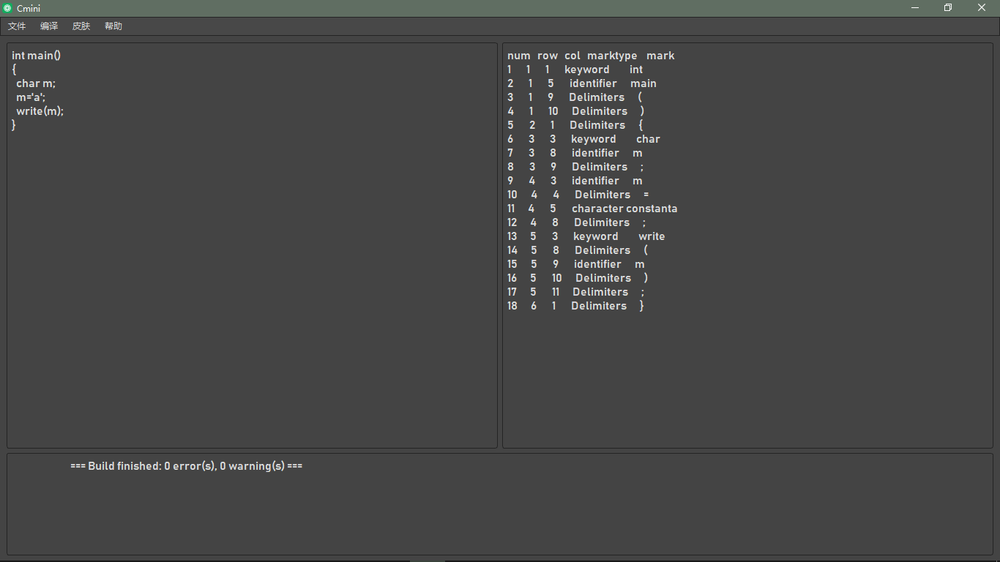 Cmini
文件 编译 皮肤 帮助
int main()
{
char m;
m='a';
write(m);
}
num row col marktype mark
1 1 1 keyword int
2 1 5 identifier main
3 1 9 Delimiters (
4 1 10 Delimiters )
5 2 1 Delimiters {
6 3 3 keyword char
7 3 8 identifier m
8 3 9 Delimiters ;
9 4 3 identifier m
10 4 4 Delimiters =
11 4 5 character constanta
12 4 8 Delimiters ;
13 5 3 keyword write
14 5 8 Delimiters (
15 5 9 identifier m
16 5 10 Delimiters )
17 5 11 Delimiters ;
18 6 1 Delimiters }
=== Build finished: 0 error(s), 0 warning(s) ===